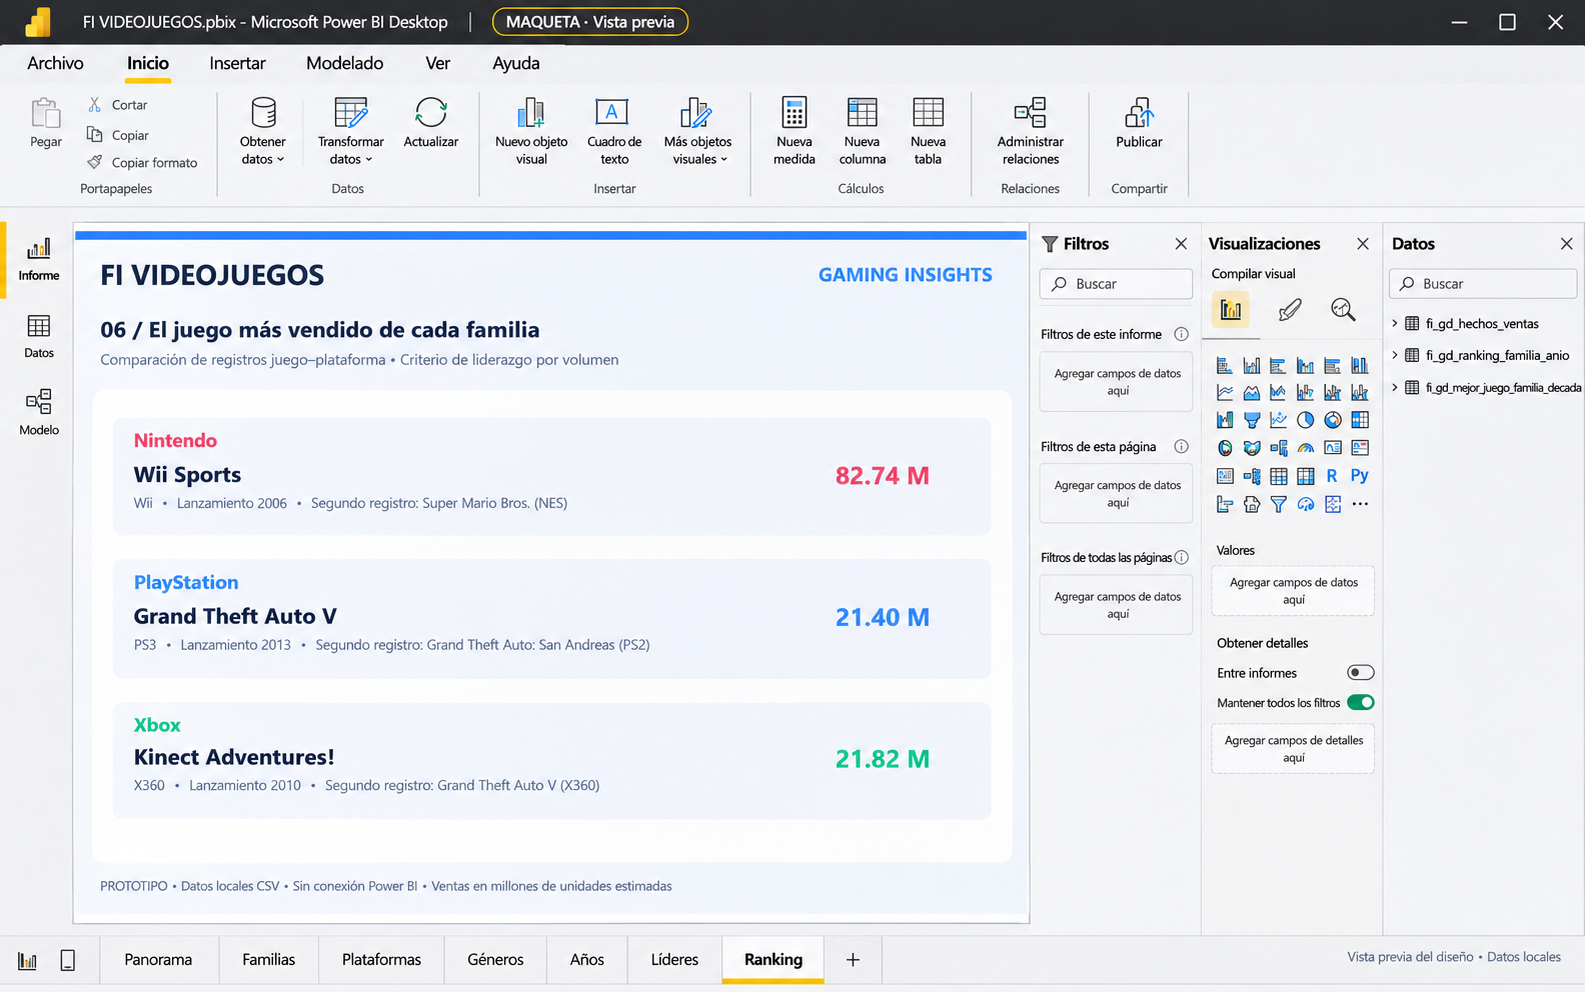 FI VIDEOJUEGOS.pbix - Microsoft Power BI Desktop
MAQUETA · Vista previa
Archivo
Inicio
Insertar
Modelado
Ver
Ayuda
Pegar
Cortar
Copiar
Copiar formato
Portapapeles
Obtener
datos
Transformar
datos
Actualizar
Datos
Nuevo objeto
visual
A
Cuadro de
texto
Más objetos
visuales
Insertar
Nueva
medida
Nueva
columna
Nueva
tabla
Cálculos
Administrar
relaciones
Relaciones
Publicar
Compartir
Informe
Datos
Modelo
FI VIDEOJUEGOS
GAMING INSIGHTS
06 / El juego más vendido de cada familia
Comparación de registros juego–plataforma • Criterio de liderazgo por volumen
Nintendo
Wii Sports
82.74 M
Wii • Lanzamiento 2006 • Segundo registro: Super Mario Bros. (NES)
PlayStation
Grand Theft Auto V
21.40 M
PS3 • Lanzamiento 2013 • Segundo registro: Grand Theft Auto: San Andreas (PS2)
Xbox
Kinect Adventures!
21.82 M
X360 • Lanzamiento 2010 • Segundo registro: Grand Theft Auto V (X360)
PROTOTIPO • Datos locales CSV • Sin conexión Power BI • Ventas en millones de unidades estimadas
Filtros
Buscar
Filtros de este informe
Agregar campos de datos
aquí
Filtros de esta página
Agregar campos de datos
aquí
Filtros de todas las páginas
Agregar campos de datos
aquí
Visualizaciones
Compilar visual
R
Py
Valores
Agregar campos de datos
aquí
Obtener detalles
Entre informes
Mantener todos los filtros
Agregar campos de detalles
aquí
Datos
Buscar
fi_gd_hechos_ventas
fi_gd_ranking_familia_anio
fi_gd_mejor_juego_familia_decada
Panorama
Familias
Plataformas
Géneros
Años
Líderes
Ranking
+
Vista previa del diseño • Datos locales